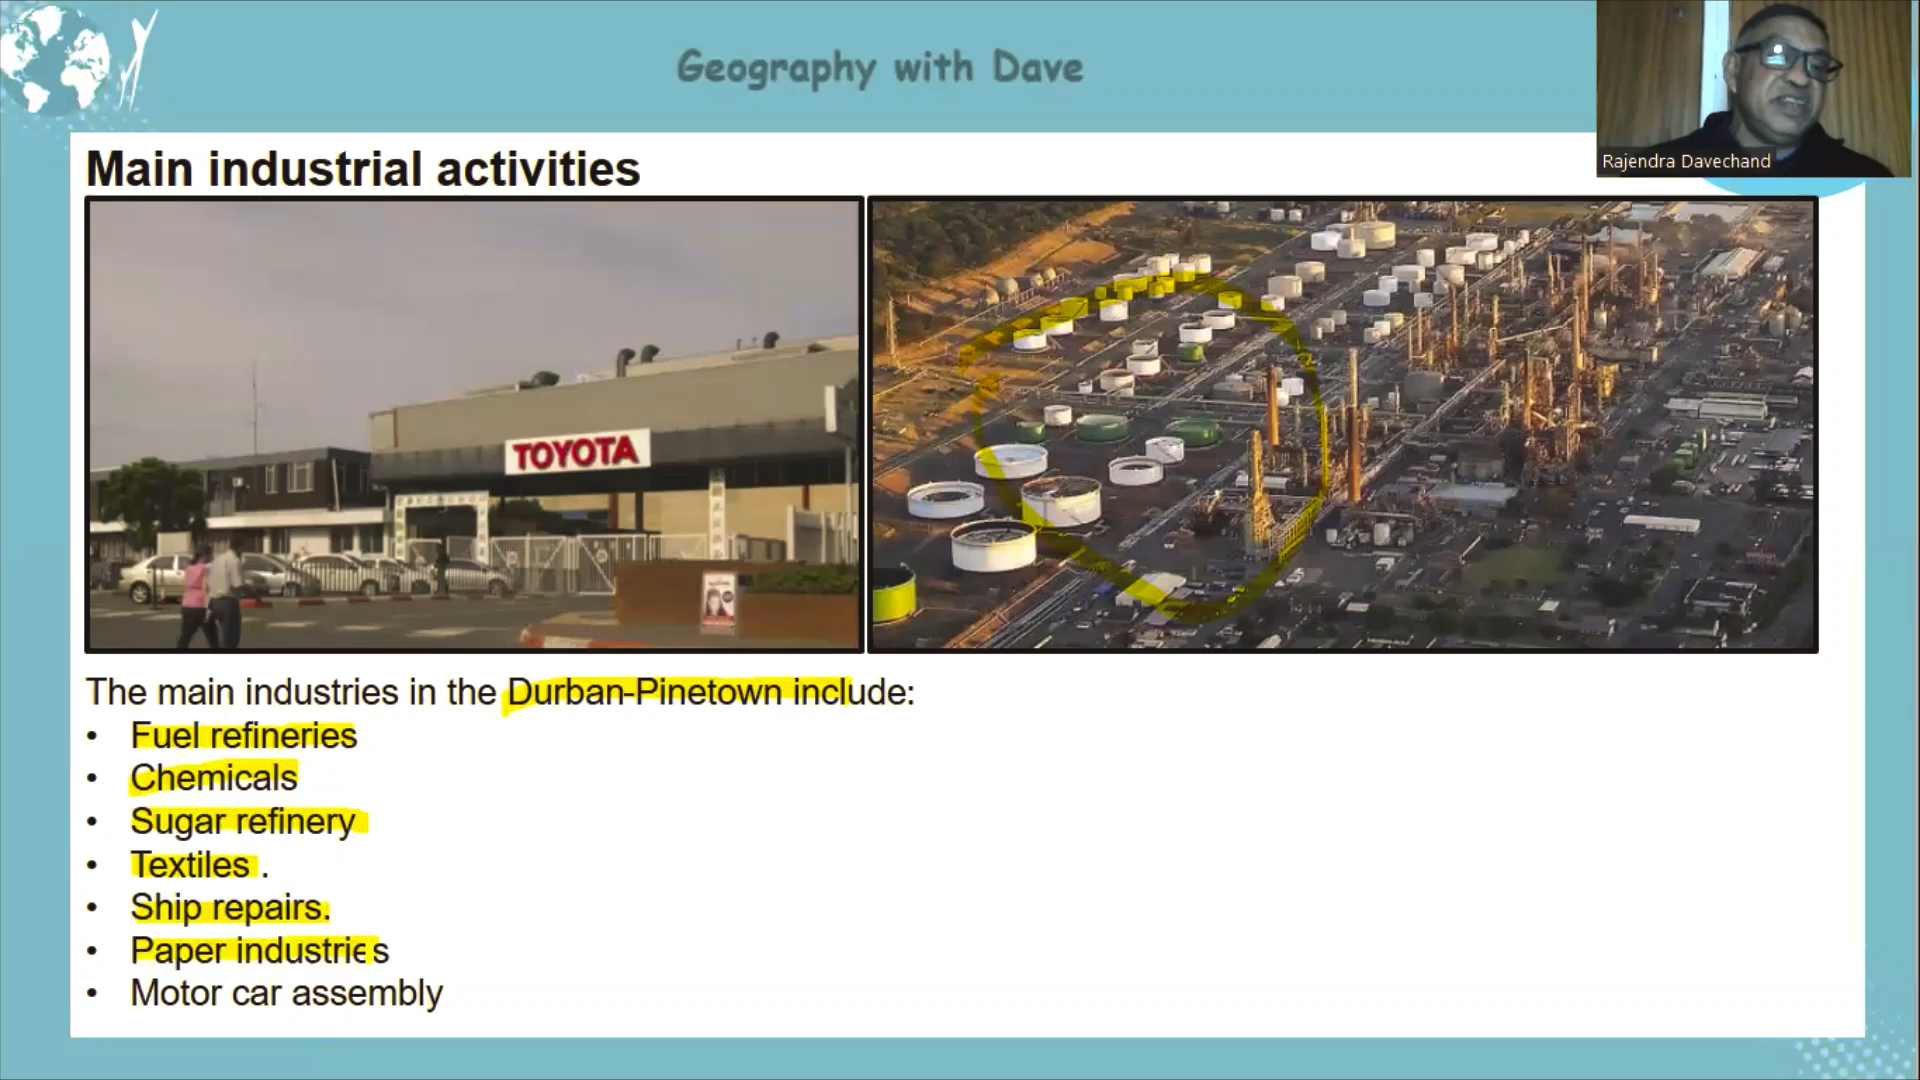 Geography with Dave
Rajendra Davechand
Main industrial activities
TOYOTA
The main industries in the Durban-Pinetown include:
• Fuel refineries
• Chemicals
• Sugar refinery
• Textiles .
• Ship repairs.
• Paper industries
• Motor car assembly